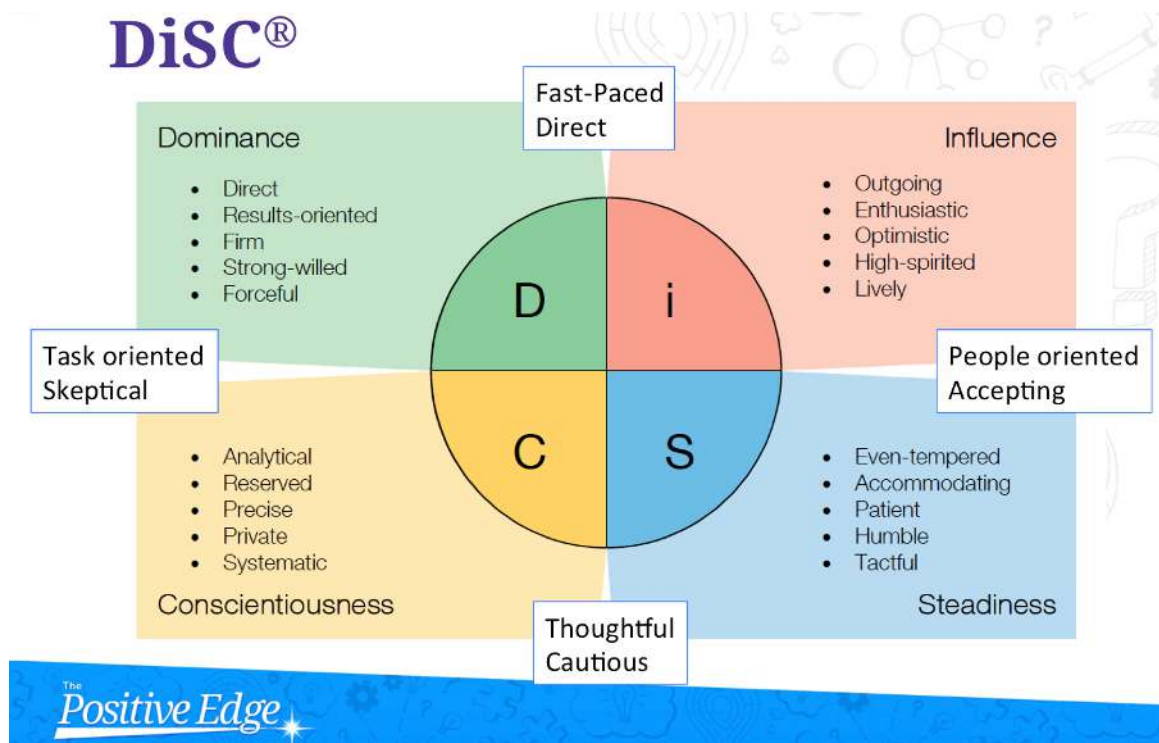 DiSC®
Fast-Paced
Direct
Dominance
• Direct
• Results-oriented
• Firm
• Strong-willed
• Forceful
Influence
• Outgoing
• Enthusiastic
• Optimistic
• High-spirited
• Lively
D
i
Task oriented
Skeptical
People oriented
Accepting
C
S
• Analytical
• Reserved
• Precise
• Private
• Systematic
Conscientiousness
• Even-tempered
• Accommodating
• Patient
• Humble
• Tactful
Steadiness
Thoughtful
Cautious
The
Positive Edge